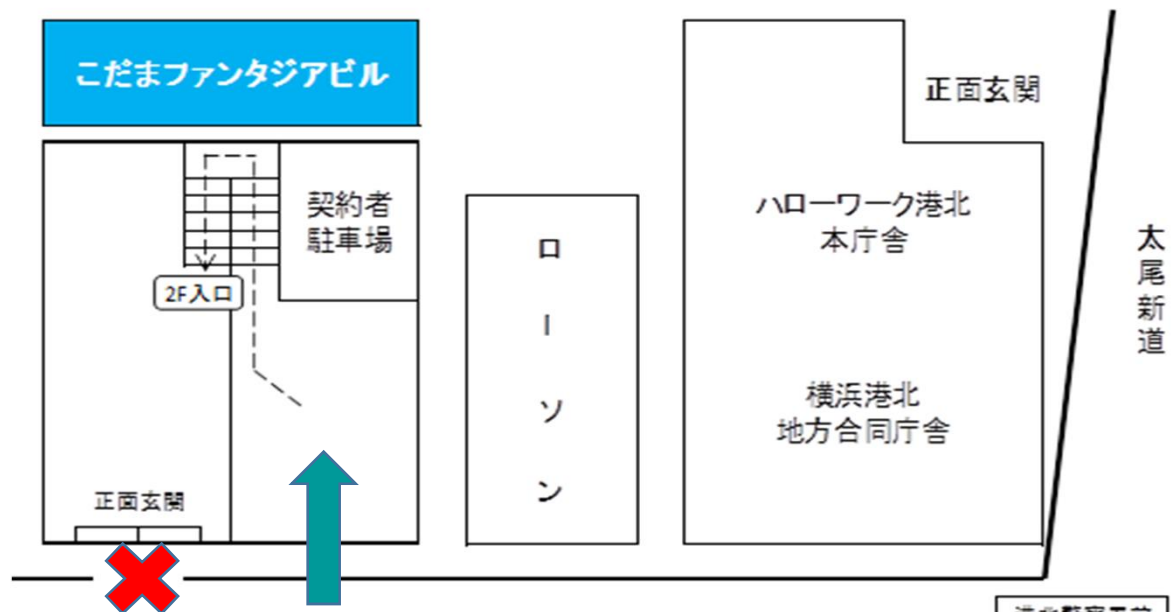 こだまファンタジアビル
正面玄関
契約者
駐車場
ハローワーク港北
本庁舎
ローソン
太尾新道
2F入口
横浜港北
地方合同庁舎
正面玄関